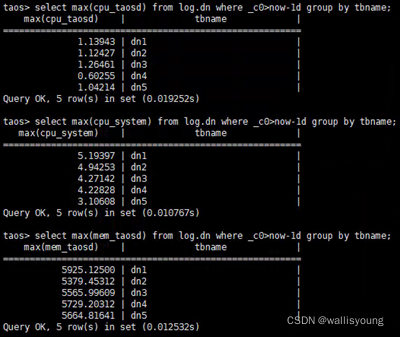 taos> select max(cpu_taosd) from log.dn where _c0>now-1d group by tbname;
max(cpu_taosd) | tbname |
================================================================
1.13943 | dn1 |
1.12427 | dn2 |
1.26461 | dn3 |
0.60255 | dn4 |
1.04214 | dn5 |
Query OK, 5 row(s) in set (0.019252s)
taos> select max(cpu_system) from log.dn where _c0>now-1d group by tbname;
max(cpu_system) | tbname |
================================================================
5.19397 | dn1 |
4.94253 | dn2 |
4.27142 | dn3 |
4.22828 | dn4 |
3.10608 | dn5 |
Query OK, 5 row(s) in set (0.010767s)
taos> select max(mem_taosd) from log.dn where _c0>now-1d group by tbname;
max(mem_taosd) | tbname |
================================================================
5925.12500 | dn1 |
5379.45312 | dn2 |
5565.99609 | dn3 |
5729.20312 | dn4 |
5664.81641 | dn5 |
Query OK, 5 row(s) in set (0.012532s)
CSDN @wallisyoung